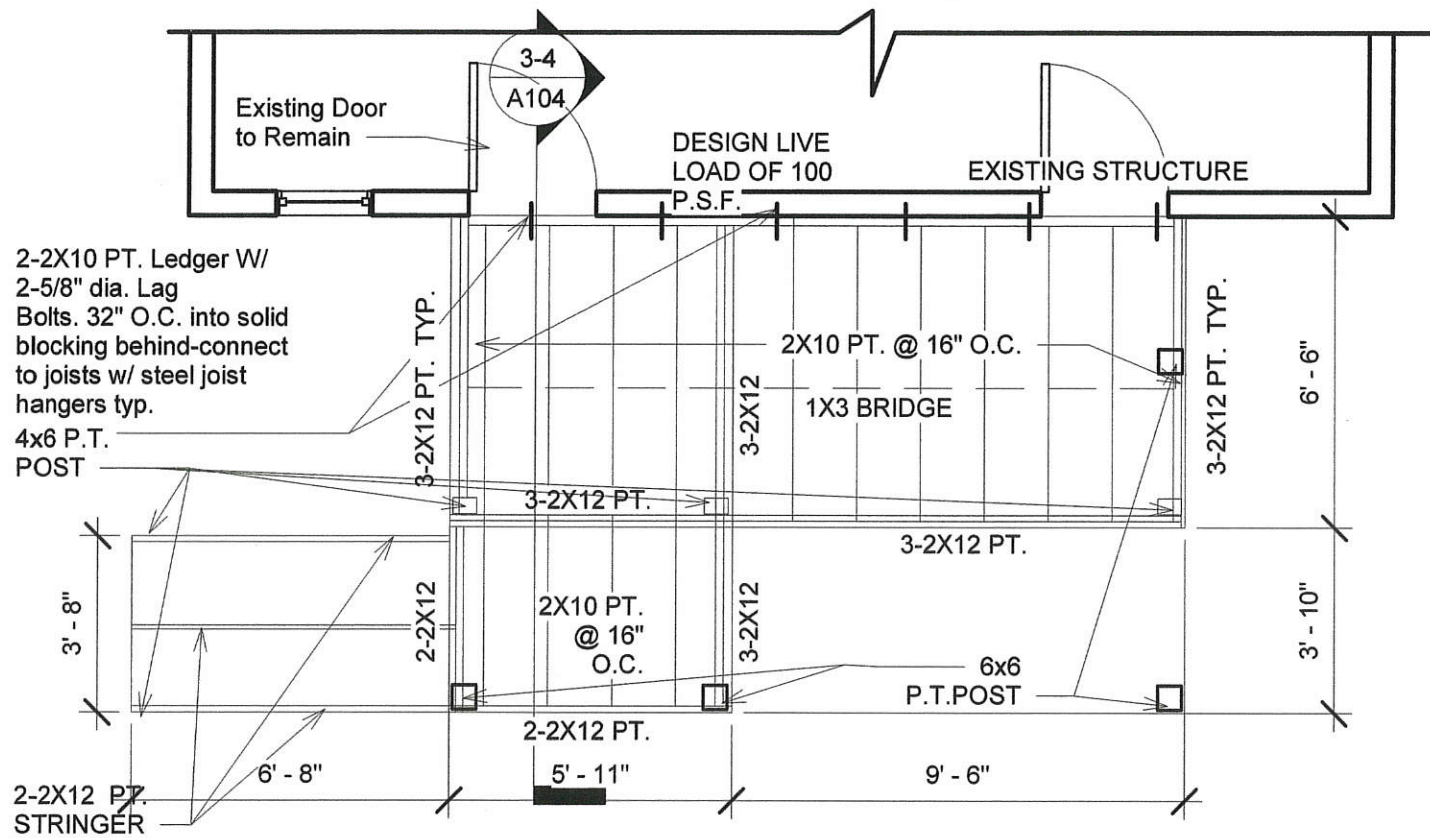 3-4
A104
Existing Door
to Remain
DESIGN LIVE
LOAD OF 100
P.S.F.
EXISTING STRUCTURE
2-2X10 PT. Ledger W/
2-5/8" dia. Lag
Bolts. 32" O.C. into solid
blocking behind-connect
to joists w/ steel joist
hangers typ.
4x6 P.T.
POST
3-2X12 PT. TYP.
2X10 PT. @ 16" O.C.
1X3 BRIDGE
3-2X12
3-2X12 PT. TYP.
6' - 6"
3-2X12 PT.
3-2X12 PT.
3' - 8"
2-2X12
2X10 PT.
@ 16"
O.C.
3-2X12
6x6
P.T.POST
3' - 10"
2-2X12 PT.
6' - 8"
5' - 11"
9' - 6"
2-2X12 PT.
STRINGER